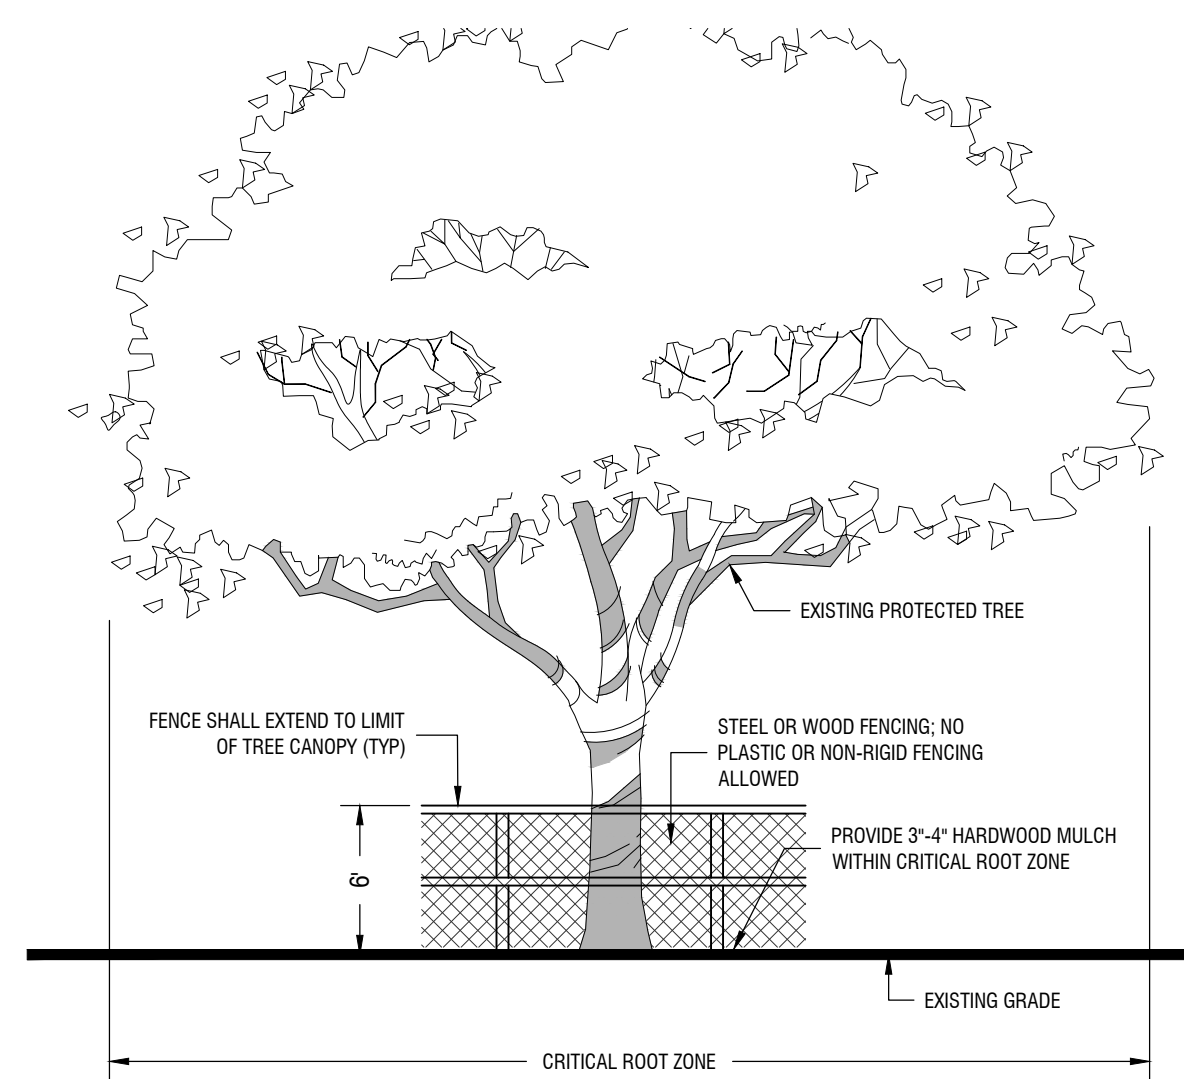 EXISTING PROTECTED TREE
FENCE SHALL EXTEND TO LIMIT
OF TREE CANOPY (TYP)
STEEL OR WOOD FENCING; NO
PLASTIC OR NON-RIGID FENCING
ALLOWED
PROVIDE 3"-4" HARDWOOD MULCH
WITHIN CRITICAL ROOT ZONE
6'
EXISTING GRADE
CRITICAL ROOT ZONE